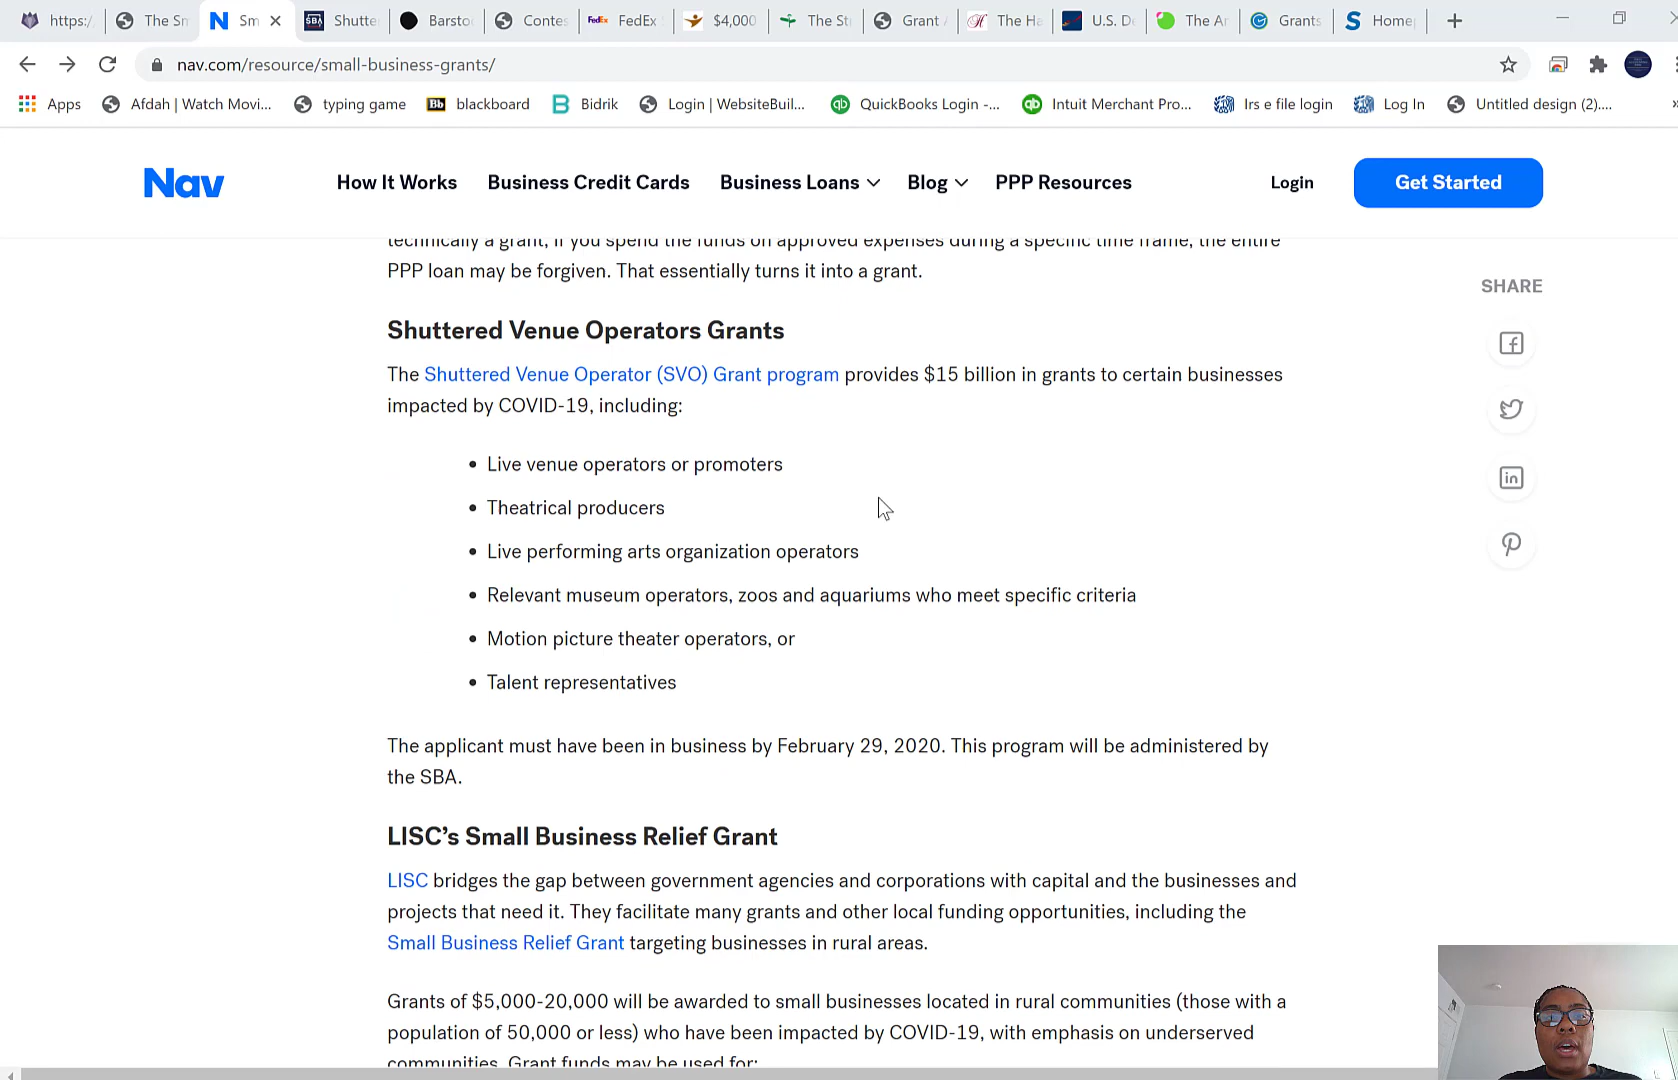 https:/
The Sm
Sm
Shutte
Barsto
Contes
FedEx
FedEx
$4,000
The St
Grant
The Ha
U.S. De
The Ar
Grants
Home
nav.com/resource/small-business-grants/
Apps
Afdah | Watch Movi...
typing game
Bb
blackboard
Bidrik
Login | WebsiteBuil...
qb
QuickBooks Login -...
qb
Intuit Merchant Pro...
Irs e file login
Log In
Untitled design (2)....
Nav
How It Works
Business Credit Cards
Business Loans
Blog
PPP Resources
Login
Get Started
technically a grant, if you spend the funds on approved expenses during a specific time frame, the entire
PPP loan may be forgiven. That essentially turns it into a grant.
SHARE
Shuttered Venue Operators Grants
The Shuttered Venue Operator (SVO) Grant program provides $15 billion in grants to certain businesses
impacted by COVID-19, including:
• Live venue operators or promoters
• Theatrical producers
• Live performing arts organization operators
• Relevant museum operators, zoos and aquariums who meet specific criteria
• Motion picture theater operators, or
• Talent representatives
The applicant must have been in business by February 29, 2020. This program will be administered by
the SBA.
LISC’s Small Business Relief Grant
LISC bridges the gap between government agencies and corporations with capital and the businesses and
projects that need it. They facilitate many grants and other local funding opportunities, including the
Small Business Relief Grant targeting businesses in rural areas.
Grants of $5,000-20,000 will be awarded to small businesses located in rural communities (those with a
population of 50,000 or less) who have been impacted by COVID-19, with emphasis on underserved
communities. Grant funds may be used for: